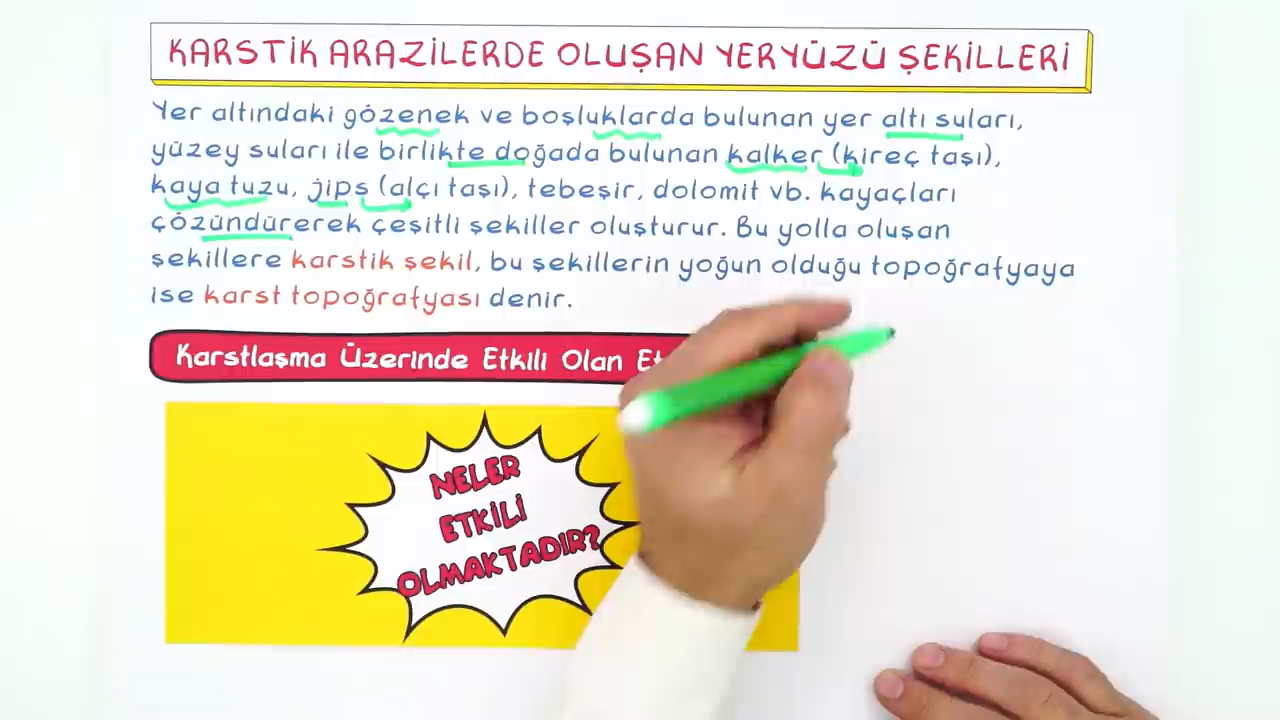 KARSTİK ARAZİLERDE OLUŞAN YERYÜZÜ ŞEKİLLERİ
Yer altındaki gözenek ve boşluklarda bulunan yer altı suları,
yüzey suları ile birlikte doğada bulunan kalker (kireç taşı),
kaya tuzu, jips (alçı taşı), tebeşir, dolomit vb. kayaçları
çözündürerek çeşitli şekiller oluşturur. Bu yolla oluşan
şekillere karstik şekil, bu şekillerin yoğun olduğu topoğrafyaya
ise karst topoğrafyası denir.
Karstlaşma Üzerinde Etkili Olan
NELER
ETKİLİ
OLMAKTADIR?